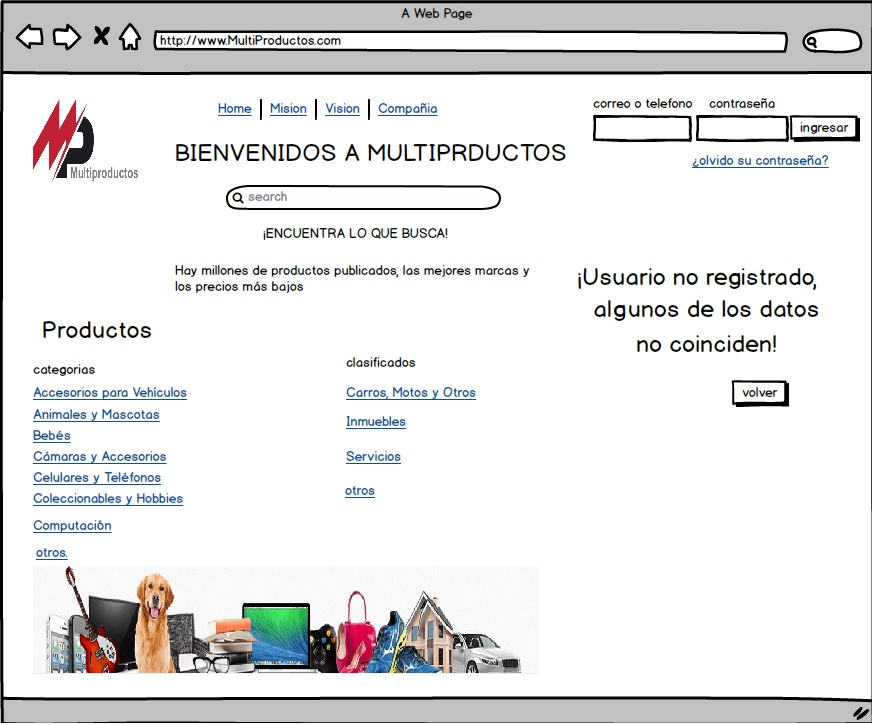 A Web Page
http://www.MultiProductos.com
Home Mision Vision Compañia
correo o telefono contraseña
ingresar
¿olvido su contraseña?
MP
Multiproductos
BIENVENIDOS A MULTIPRDUCTOS
search
¡ENCUENTRA LO QUE BUSCA!
Hay millones de productos publicados, las mejores marcas y
los precios más bajos
¡Usuario no registrado,
algunos de los datos
no coinciden!
volver
Productos
categorias
Accesorios para Vehículos
Animales y Mascotas
Bebés
Cámaras y Accesorios
Celulares y Teléfonos
Coleccionables y Hobbies
Computación
otros.
clasificados
Carros, Motos y Otros
Inmuebles
Servicios
otros